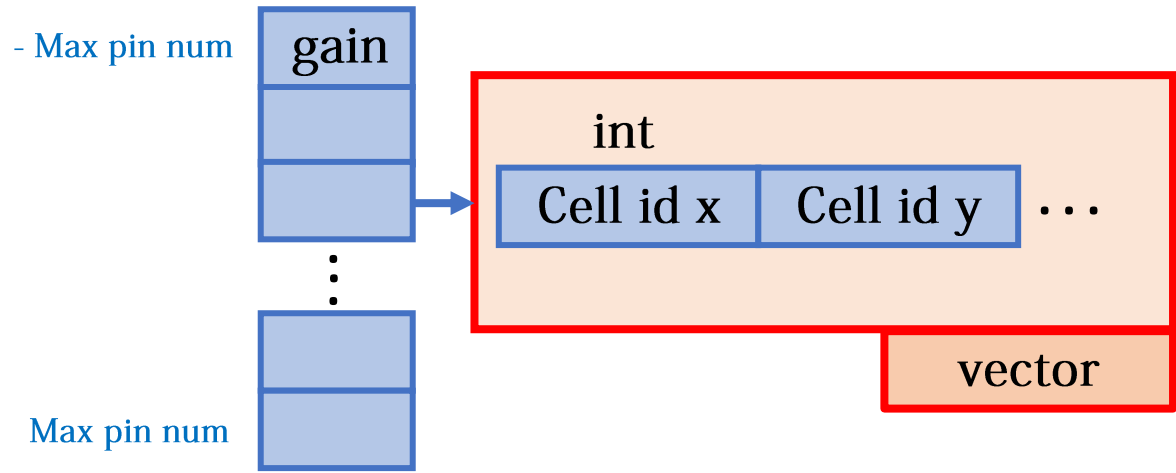 - Max pin num
gain
int
Cell id x
Cell id y
...
vector
Max pin num